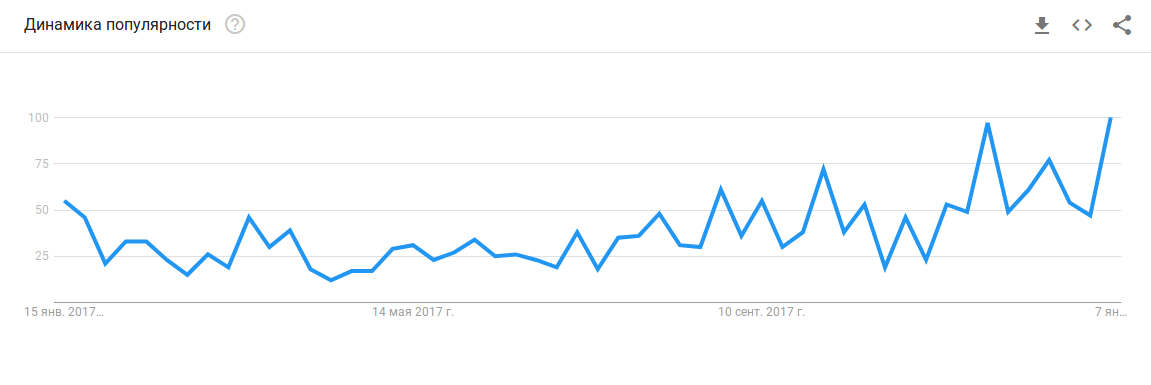 Динамика популярности ?
100
75
50
25
15 янв. 2017…
14 мая 2017 г.
10 сент. 2017 г.
7 ян…